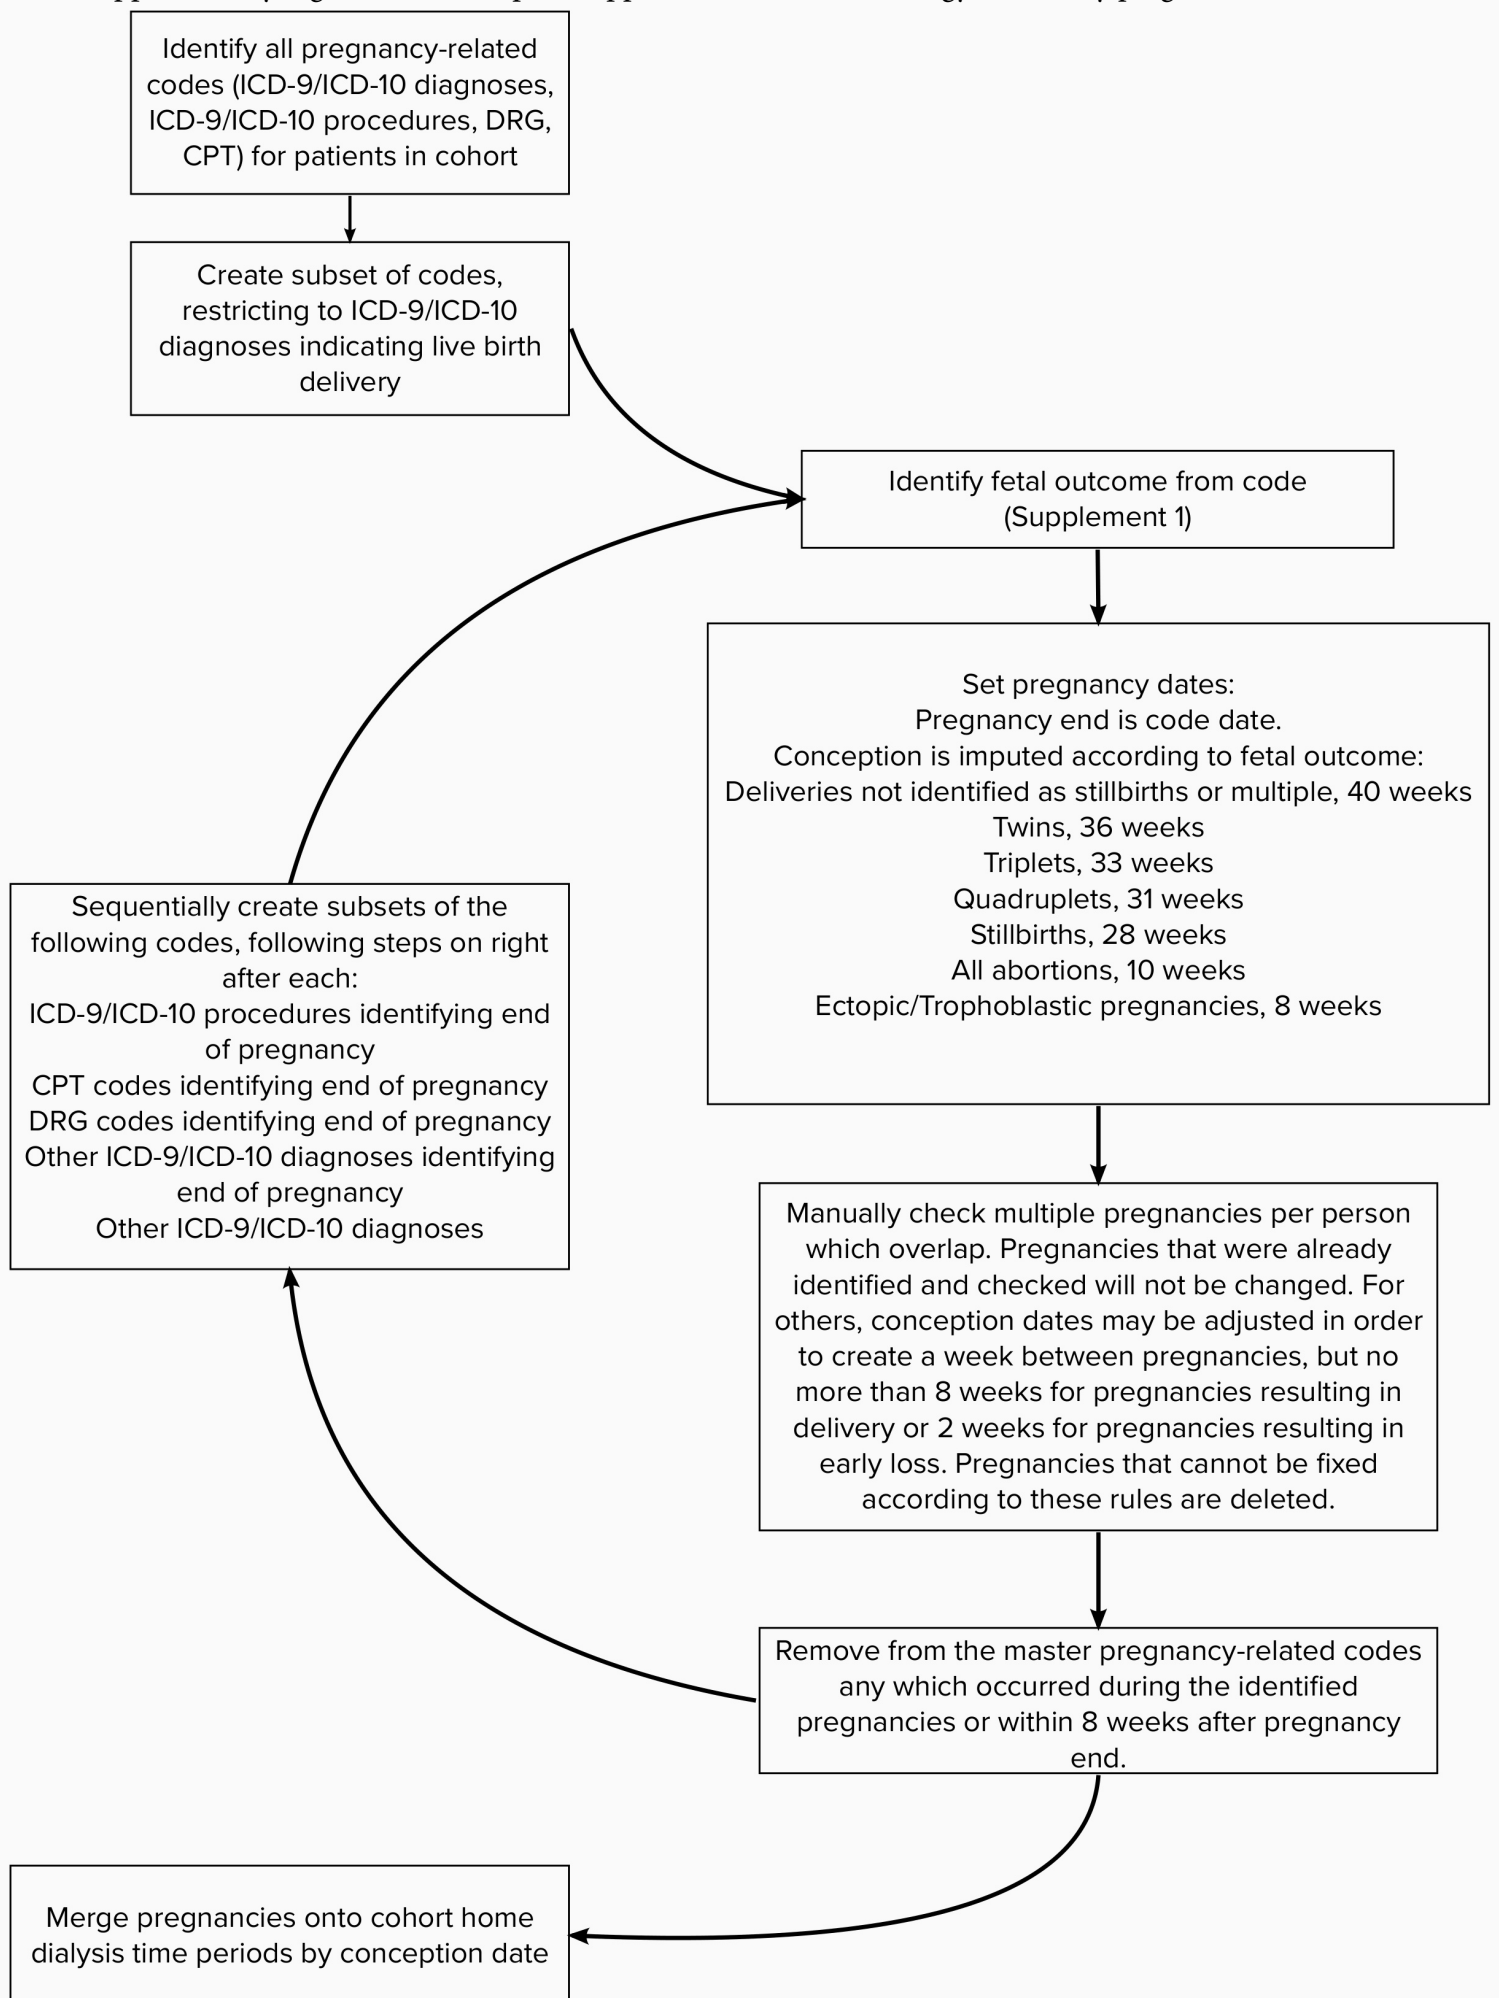 Identify all pregnancy-related
codes (ICD-9/ICD-10 diagnoses,
ICD-9/ICD-10 procedures, DRG,
CPT) for patients in cohort
Create subset of codes,
restricting to ICD-9/ICD-10
diagnoses indicating live birth
delivery
Identify fetal outcome from code
(Supplement 1)
Set pregnancy dates:
Pregnancy end is code date.
Conception is imputed according to fetal outcome:
Deliveries not identified as stillbirths or multiple, 40 weeks
Twins, 36 weeks
Triplets, 33 weeks
Quadruplets, 31 weeks
Stillbirths, 28 weeks
All abortions, 10 weeks
Ectopic/Trophoblastic pregnancies, 8 weeks
Sequentially create subsets of the
following codes, following steps on right
after each:
ICD-9/ICD-10 procedures identifying end
of pregnancy
CPT codes identifying end of pregnancy
DRG codes identifying end of pregnancy
Other ICD-9/ICD-10 diagnoses identifying
end of pregnancy
Other ICD-9/ICD-10 diagnoses
Manually check multiple pregnancies per person
which overlap. Pregnancies that were already
identified and checked will not be changed. For
others, conception dates may be adjusted in order
to create a week between pregnancies, but no
more than 8 weeks for pregnancies resulting in
delivery or 2 weeks for pregnancies resulting in
early loss. Pregnancies that cannot be fixed
according to these rules are deleted.
Remove from the master pregnancy-related codes
any which occurred during the identified
pregnancies or within 8 weeks after pregnancy
end.
Merge pregnancies onto cohort home
dialysis time periods by conception date